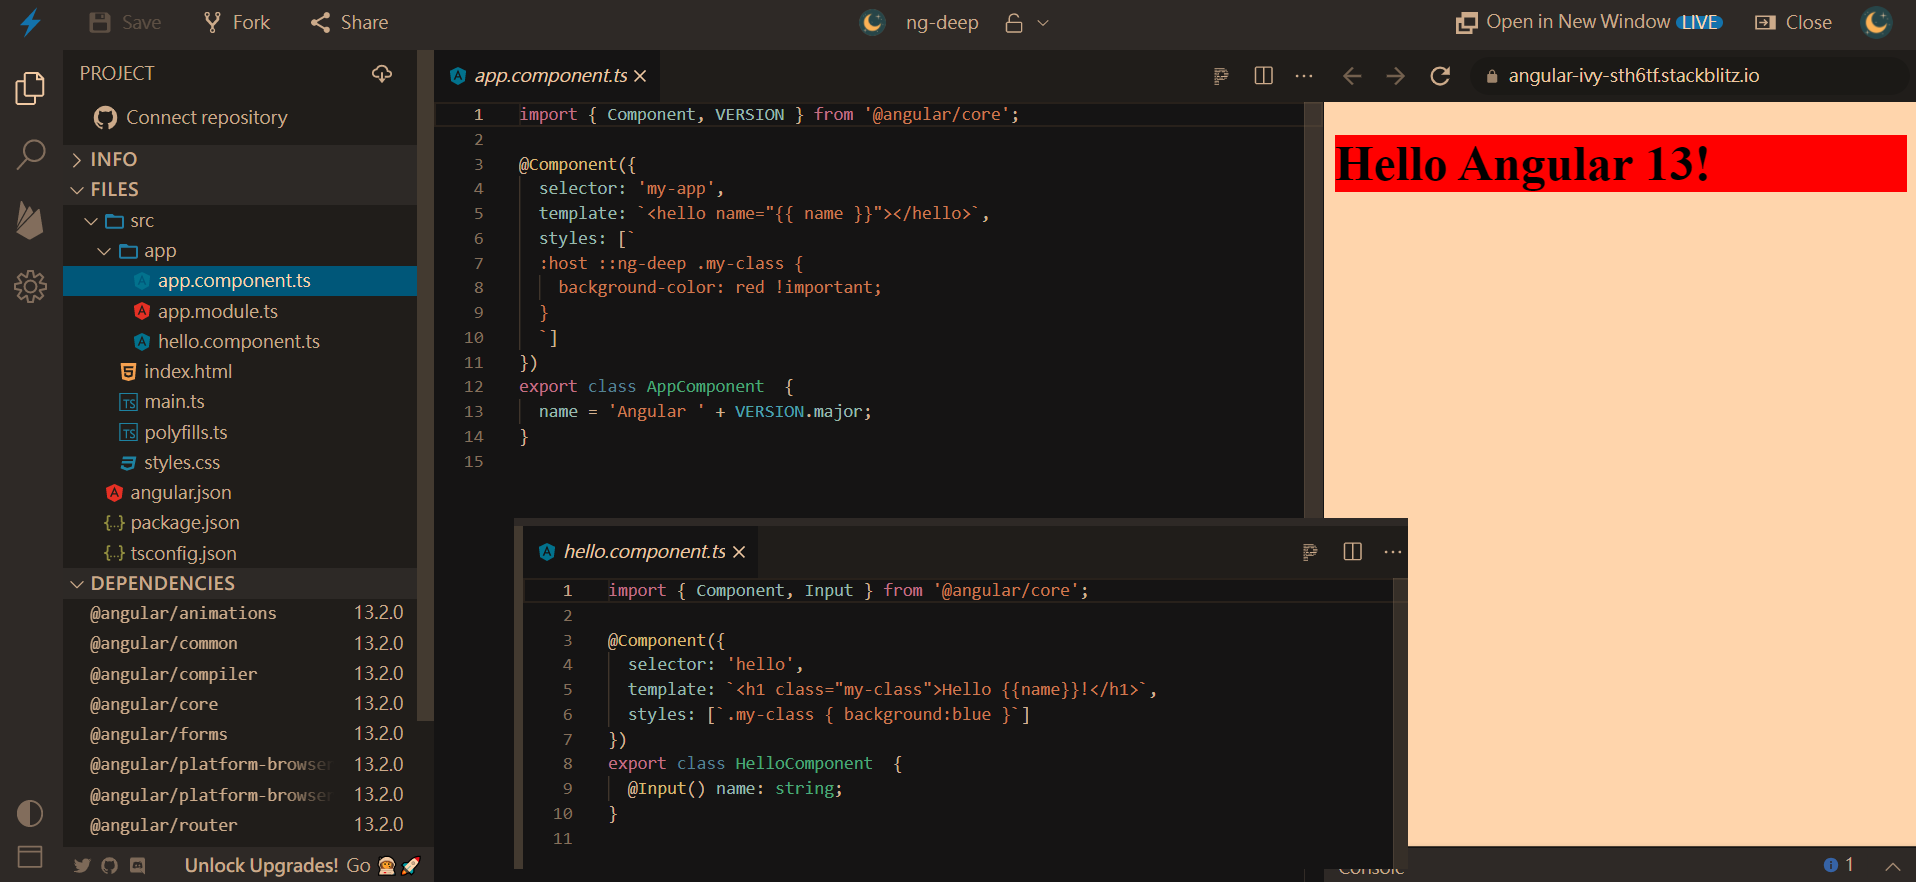 Save
Fork
Share
ng-deep
Open in New Window LIVE
Close
PROJECT
Connect repository
INFO
FILES
src
app
app.component.ts
app.module.ts
hello.component.ts
index.html
main.ts
polyfills.ts
styles.css
angular.json
package.json
tsconfig.json
DEPENDENCIES
@angular/animations 13.2.0
@angular/common 13.2.0
@angular/compiler 13.2.0
@angular/core 13.2.0
@angular/forms 13.2.0
@angular/platform-browser 13.2.0
@angular/platform-browser 13.2.0
@angular/router 13.2.0
Unlock Upgrades! Go
app.component.ts
1 import { Component, VERSION } from '@angular/core';
2
3 @Component({
4 selector: 'my-app',
5 template: `<hello name="{{ name }}"></hello>`,
6 styles: [`
7 :host ::ng-deep .my-class {
8 background-color: red !important;
9 }
10 `]
11 })
12 export class AppComponent {
13 name = 'Angular ' + VERSION.major;
14 }
15
hello.component.ts
1 import { Component, Input } from '@angular/core';
2
3 @Component({
4 selector: 'hello',
5 template: `<h1 class="my-class">Hello {{name}}!</h1>`,
6 styles: [`.my-class { background:blue }`]
7 })
8 export class HelloComponent {
9 @Input() name: string;
10 }
11
angular-ivy-sth6tf.stackblitz.io
Hello Angular 13!
Console
1